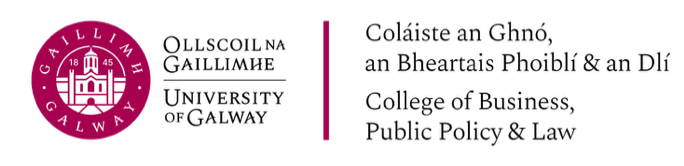 GAILLIMH
18 45
GALWAY
OLLSCOIL NA
GAILLIMHE
UNIVERSITY
OF GALWAY
Coláiste an Ghnó,
an Bheartais Phoiblí & an Dlí
College of Business,
Public Policy & Law